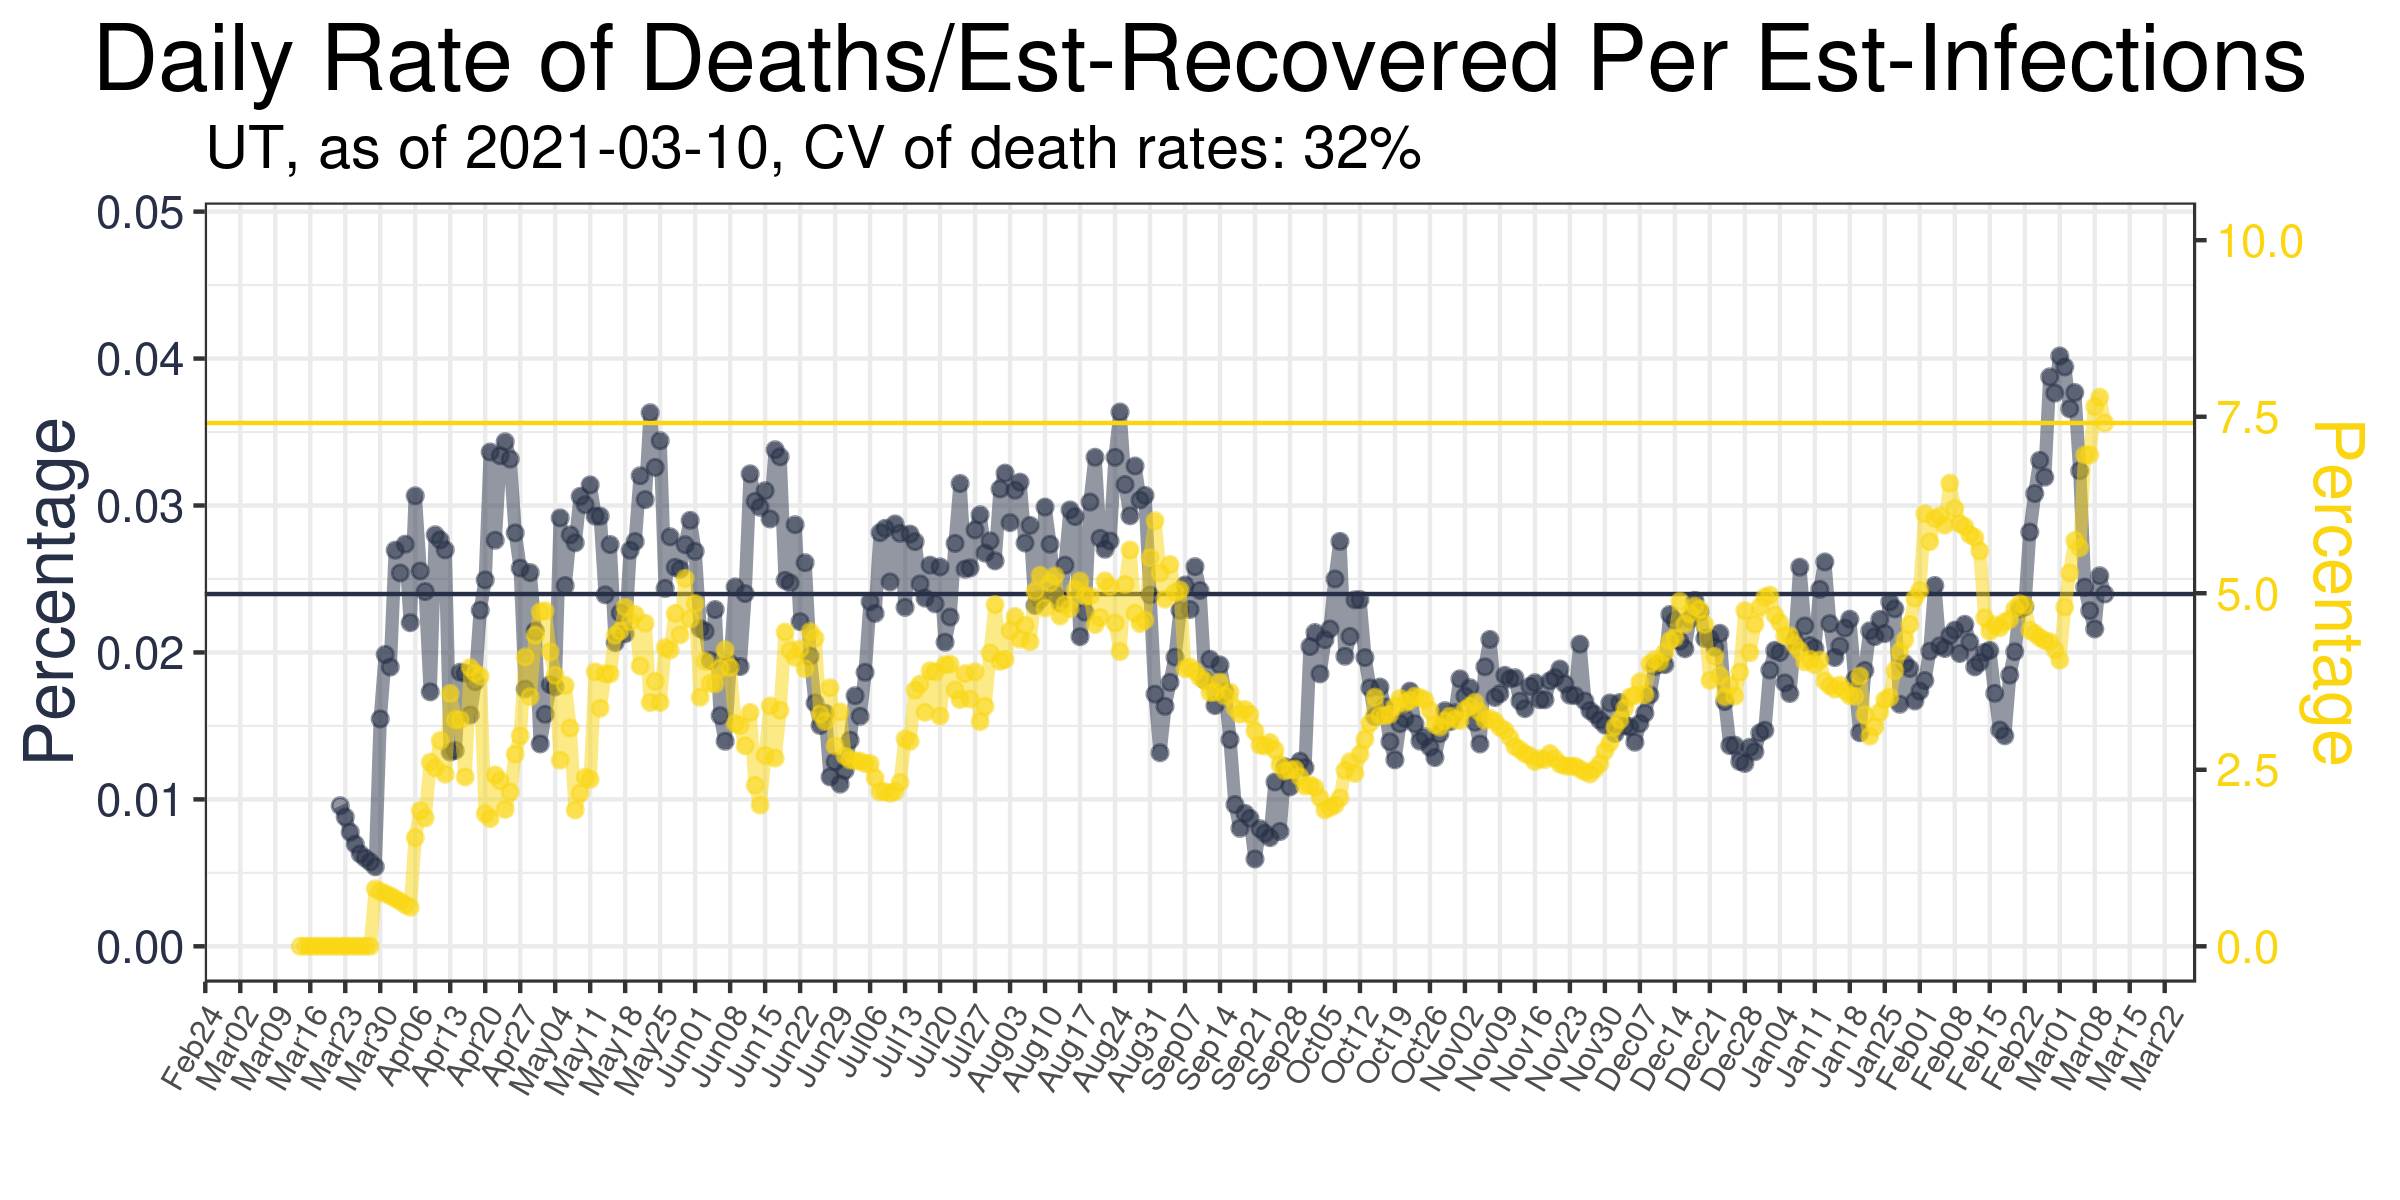 Daily Rate of Deaths/Est-Recovered Per Est-Infections
UT, as of 2021-03-10, CV of death rates: 32%
Percentage
0.05
0.04
0.03
0.02
0.01
0.00
10.0
7.5
5.0
2.5
0.0
Percentage
Feb24
Mar02
Mar09
Mar16
Mar23
Mar30
Apr06
Apr13
Apr20
Apr27
May04
May11
May18
May25
Jun01
Jun08
Jun15
Jun22
Jun29
Jul06
Jul13
Jul20
Jul27
Aug03
Aug10
Aug17
Aug24
Aug31
Sep07
Sep14
Sep21
Sep28
Oct05
Oct12
Oct19
Oct26
Nov02
Nov09
Nov16
Nov23
Nov30
Dec07
Dec14
Dec21
Dec28
Jan04
Jan11
Jan18
Jan25
Feb01
Feb08
Feb15
Feb22
Mar01
Mar08
Mar15
Mar22